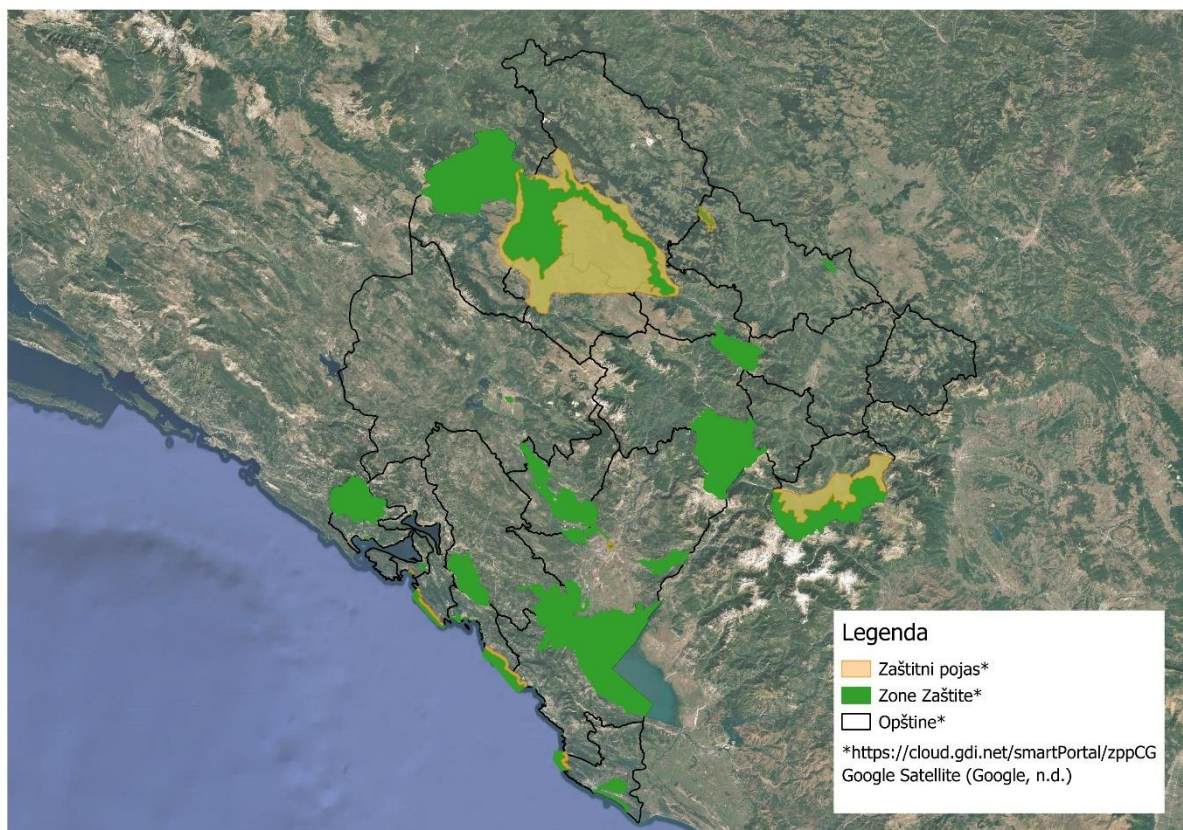 Legenda
Zaštitni pojas*
Zone Zaštite*
Opštine*
*https://cloud.gdi.net/smartPortal/zppCG
Google Satellite (Google, n.d.)